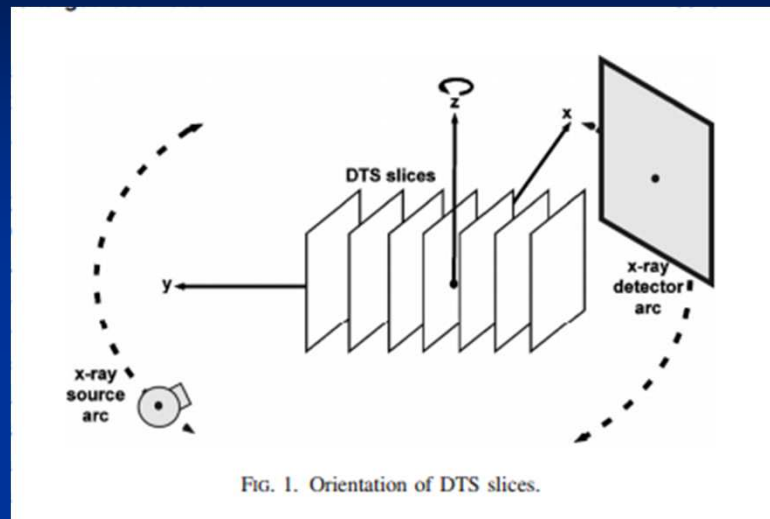 z
x
DTS slices
y
x-ray
detector
arc
x-ray
source
arc
FIG. 1. Orientation of DTS slices.